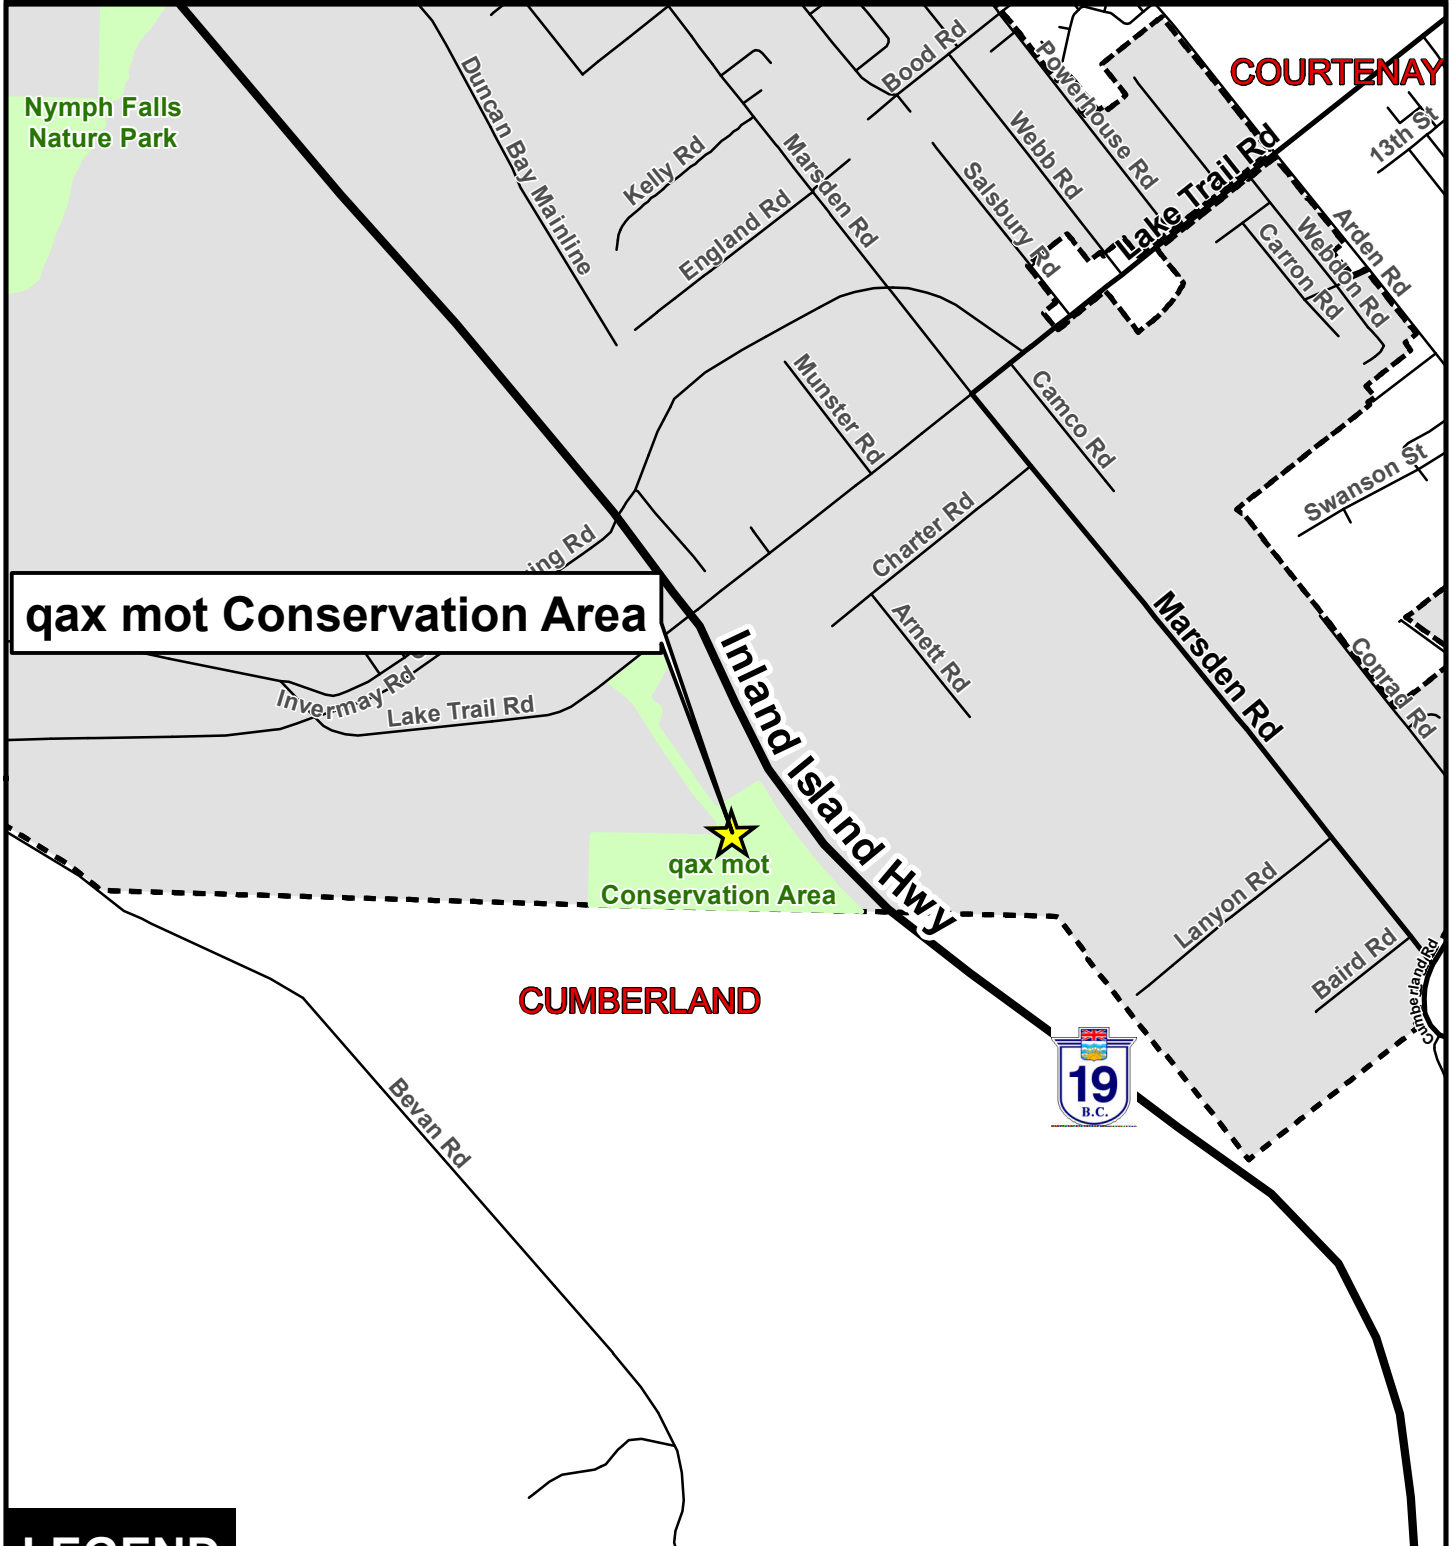 COURTENAY
Nymph Falls
Nature Park
Duncan Bay Mainline
Kelly Rd
England Rd
Marsden Rd
Bood Rd
Powerhouse Rd
Webb Rd
Salsbury Rd
Lake Trail Rd
13th St
Arden Rd
Webdon Rd
Carron Rd
Munster Rd
Camco Rd
Charter Rd
Swanson St
ing Rd
qax mot Conservation Area
Arnett Rd
Marsden Rd
Conrad Rd
Invermay Rd
Lake Trail Rd
Inland Island Hwy
qax mot
Conservation Area
Lanyon Rd
Baird Rd
Cumberland Rd
CUMBERLAND
19
B.C.
Bevan Rd
LEGEND